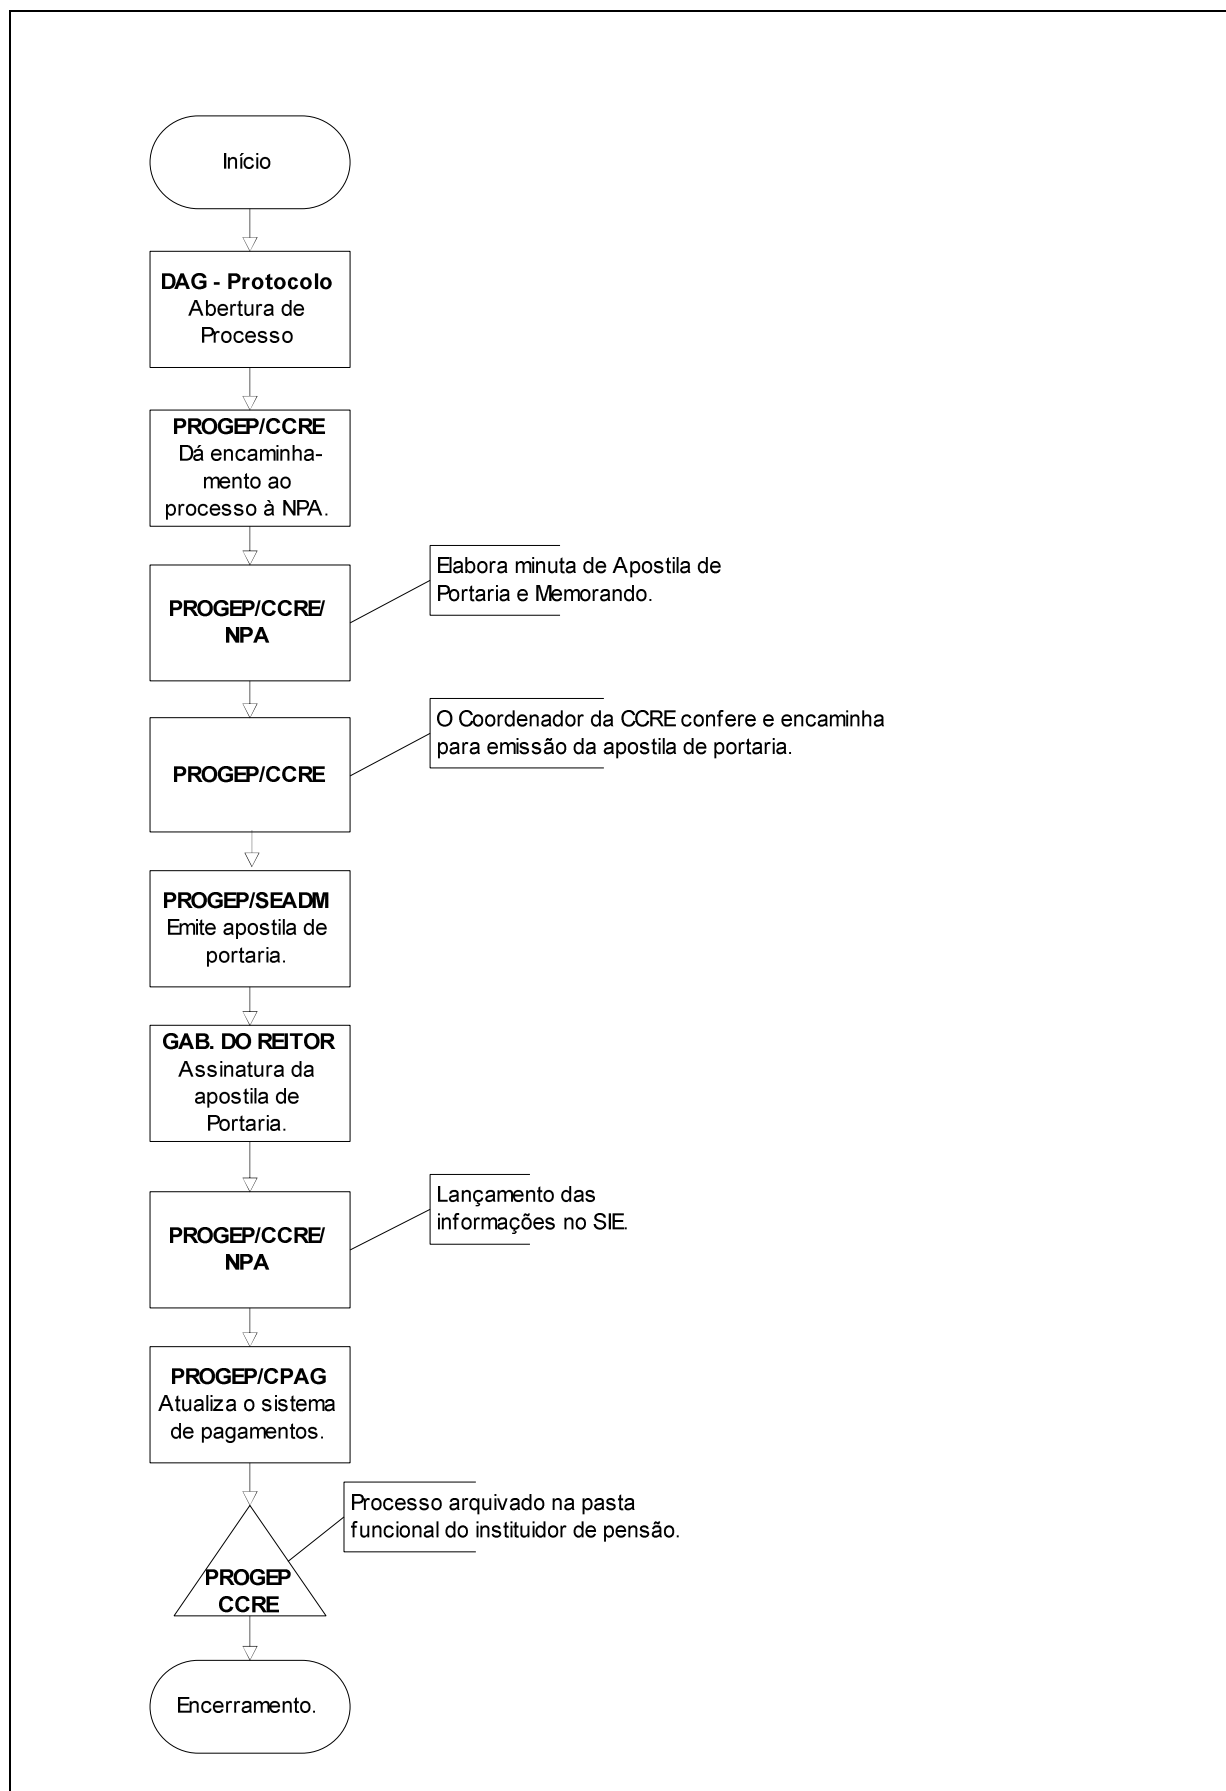 Início
DAG - Protocolo
Abertura de
Processo
PROGEP/CCRE
Dá encaminha-
mento ao
processo à NPA.
PROGEP/CCRE/
NPA
Elabora minuta de Apostila de
Portaria e Memorando.
PROGEP/CCRE
O Coordenador da CCRE confere e encaminha
para emissão da apostila de portaria.
PROGEP/SEADM
Emite apostila de
portaria.
GAB. DO REITOR
Assinatura da
apostila de
Portaria.
PROGEP/CCRE/
NPA
Lançamento das
informações no SIE.
PROGEP/CPAG
Atualiza o sistema
de pagamentos.
Processo arquivado na pasta
funcional do instituidor de pensão.
PROGEP
CCRE
Encerramento.